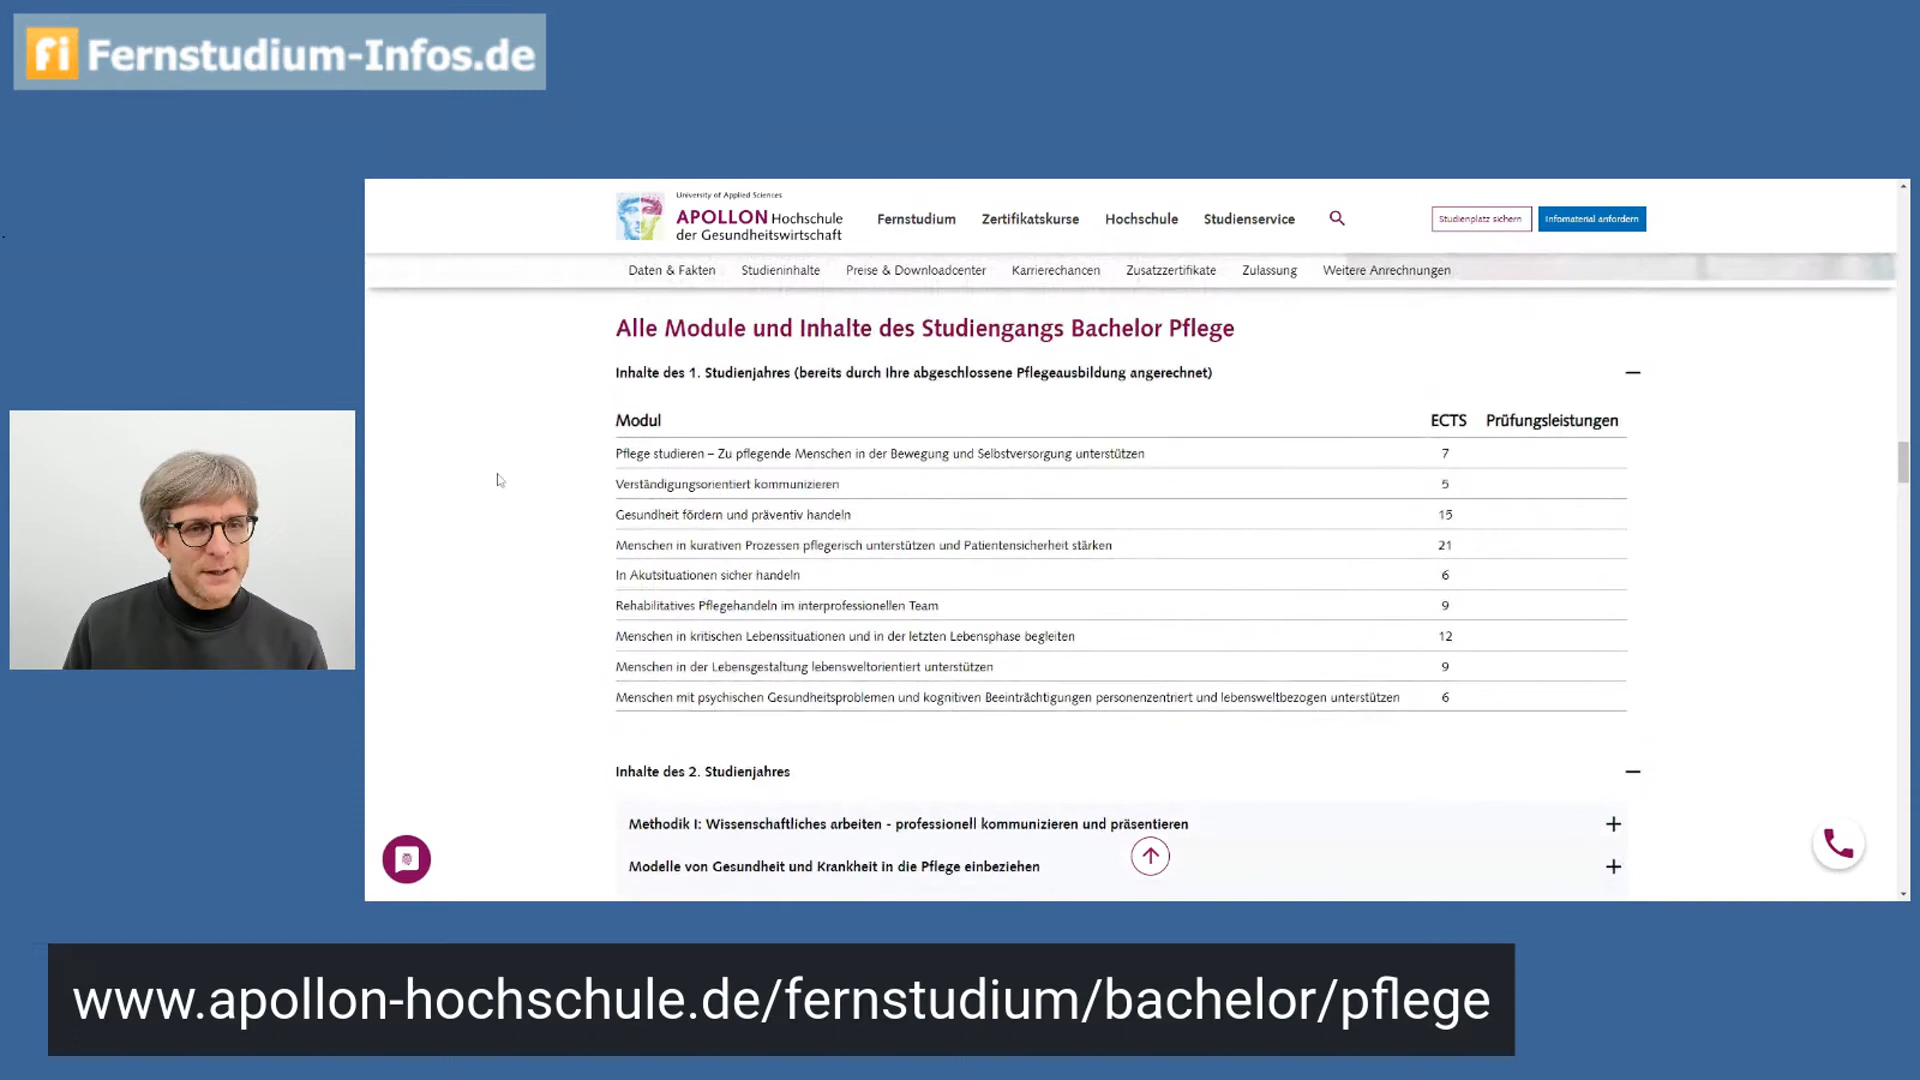 fi Fernstudium-Infos.de
University of Applied Sciences
APOLLON Hochschule
der Gesundheitswirtschaft
Fernstudium Zertifikatskurse Hochschule Studienservice
Studienplatz sichern Infomaterial anfordern
Daten & Fakten Studieninhalte Preise & Downloadcenter Karrierechancen Zusatzzertifikate Zulassung Weitere Anrechnungen
Alle Module und Inhalte des Studiengangs Bachelor Pflege
Inhalte des 1. Studienjahres (bereits durch Ihre abgeschlossene Pflegeausbildung angerechnet)
Modul ECTS Prüfungsleistungen
Pflege studieren – Zu pflegende Menschen in der Bewegung und Selbstversorgung unterstützen 7
Verständigungsorientiert kommunizieren 5
Gesundheit fördern und präventiv handeln 15
Menschen in kurativen Prozessen pflegerisch unterstützen und Patientensicherheit stärken 21
In Akutsituationen sicher handeln 6
Rehabilitatives Pflegehandeln im interprofessionellen Team 9
Menschen in kritischen Lebenssituationen und in der letzten Lebensphase begleiten 12
Menschen in der Lebensgestaltung lebensweltorientiert unterstützen 9
Menschen mit psychischen Gesundheitsproblemen und kognitiven Beeinträchtigungen personenzentriert und lebensweltbezogen unterstützen 6
Inhalte des 2. Studienjahres
Methodik I: Wissenschaftliches arbeiten - professionell kommunizieren und präsentieren
Modelle von Gesundheit und Krankheit in die Pflege einbeziehen
www.apollon-hochschule.de/fernstudium/bachelor/pflege